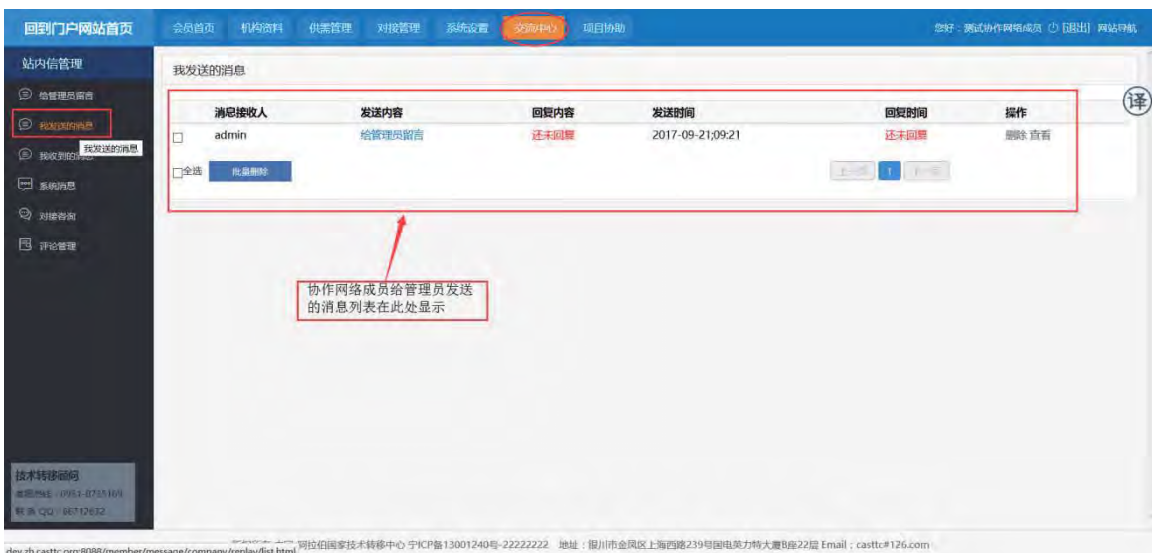 回到门户网站首页 会员首页 机构资料 供需管理 对接管理 系统设置 交流中心 项目协助 您好：测试协作网络成员 [退出] 网站导航
站内信管理
给管理员留言
我发送的消息
我发送的消息
我收到的消息
系统消息
对接咨询
评论管理
我发送的消息
消息接收人 发送内容 回复内容 发送时间 回复时间 操作
admin 给管理员留言 还未回复 2017-09-21;09:21 还未回复 删除 查看
全选 批量删除 上一页 1 下一页
译
协作网络成员给管理员发送
的消息列表在此处显示
技术转移顾问
阿拉伯国家技术转移中心 宁ICP备13001240号-22222222 地址：银川市金凤区上海西路239号国电英力特大厦B座22层 Email：casttc#126.com
dev.zh.casttc.org:8088/member/message/company/replay/list.html